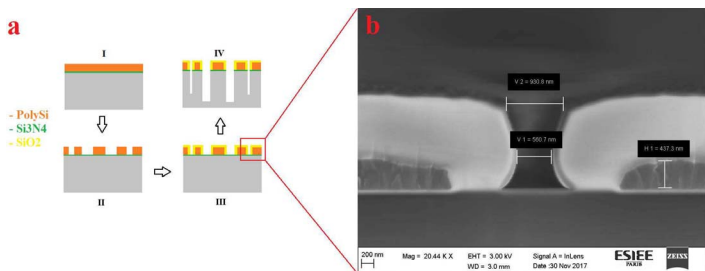 a
I
IV
- PolySi
- Si3N4
- SiO2
II
III
b
V 2 = 930.8 nm
V 1 = 560.7 nm
H 1 = 437.3 nm
200 nm
Mag = 20.44 K X
EHT = 3.00 kV
WD = 3.0 mm
Signal A = InLens
Date :30 Nov 2017
ESIEE
PARIS
ZEISS